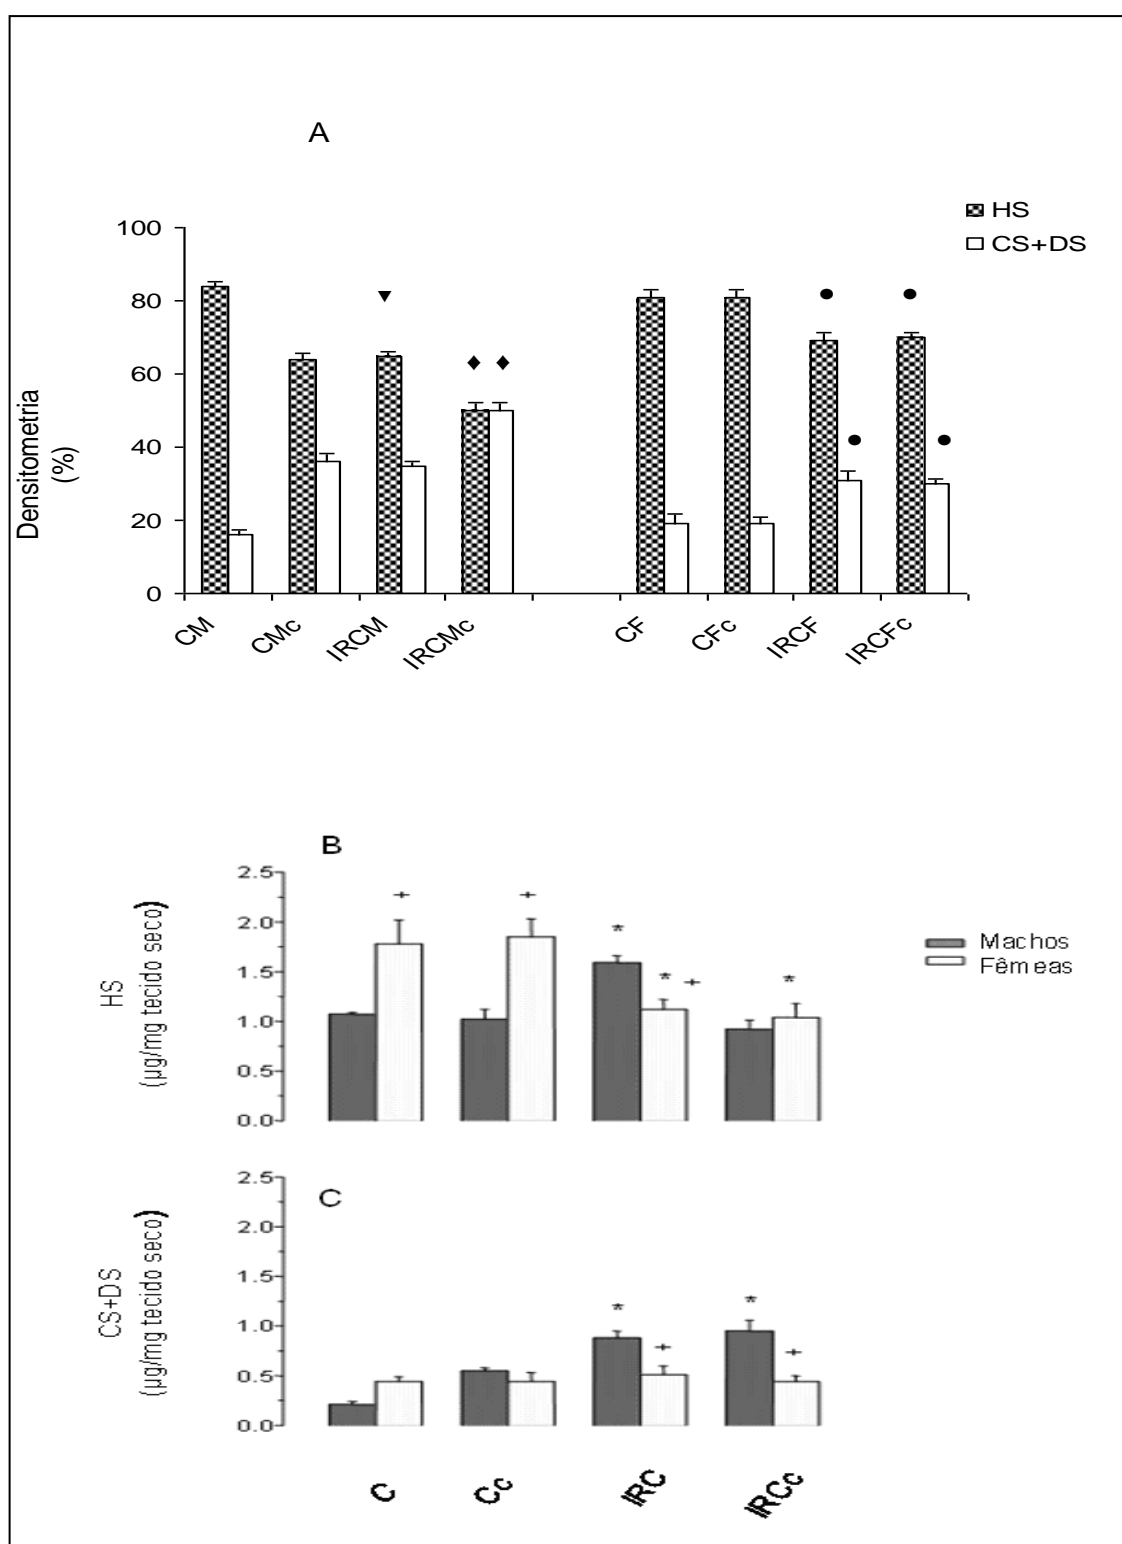 A
HS
CS+DS
Densitometria
(%)
100
80
60
40
20
0
CM
CMc
IRCM
IRCMc
CF
CFc
IRCF
IRCFc
B
HS
(µg/mg tecido seco)
2.5
2.0
1.5
1.0
0.5
0.0
Machos
Fêmeas
+
+
*
* +
*
C
CS+DS
(µg/mg tecido seco)
2.5
2.0
1.5
1.0
0.5
0.0
*
+
*
+
C
Cc
IRC
IRCc